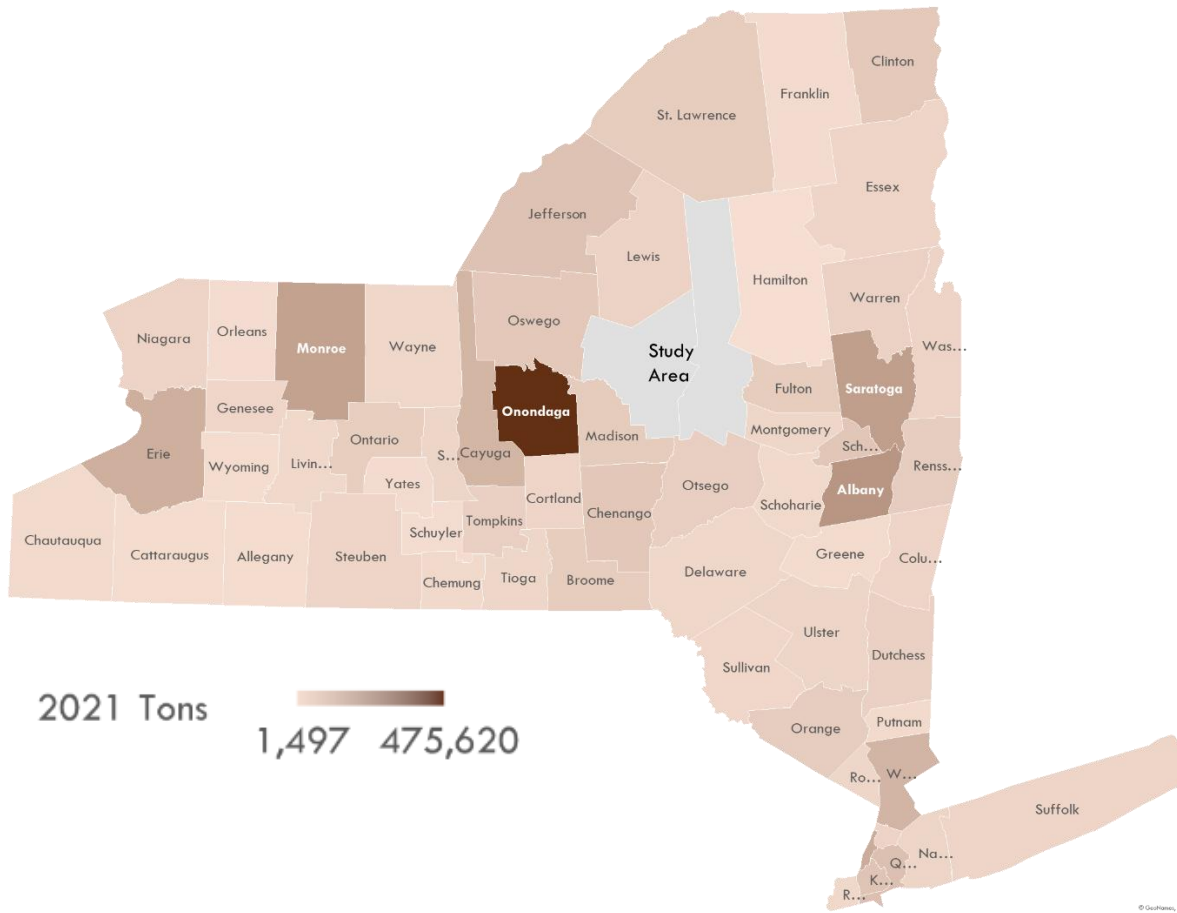 Clinton
Franklin
St. Lawrence
Essex
Jefferson
Lewis
Hamilton
Warren
Oswego
Niagara
Orleans
Monroe
Wayne
Study
Area
Was...
Fulton
Saratoga
Genesee
Onondaga
Montgomery
Madison
Ontario
Erie
S...
Cayuga
Sch...
Wyoming
Livin...
Renss...
Yates
Otsego
Albany
Cortland
Schoharie
Chenango
Tompkins
Schuyler
Chautauqua
Cattaraugus
Allegany
Steuben
Greene
Colu...
Delaware
Chemung
Tioga
Broome
Ulster
Dutchess
Sullivan
2021 Tons
1,497 475,620
Putnam
Orange
Ro...
W...
Suffolk
Na...
Q...
K...
R...
© GeoNames,